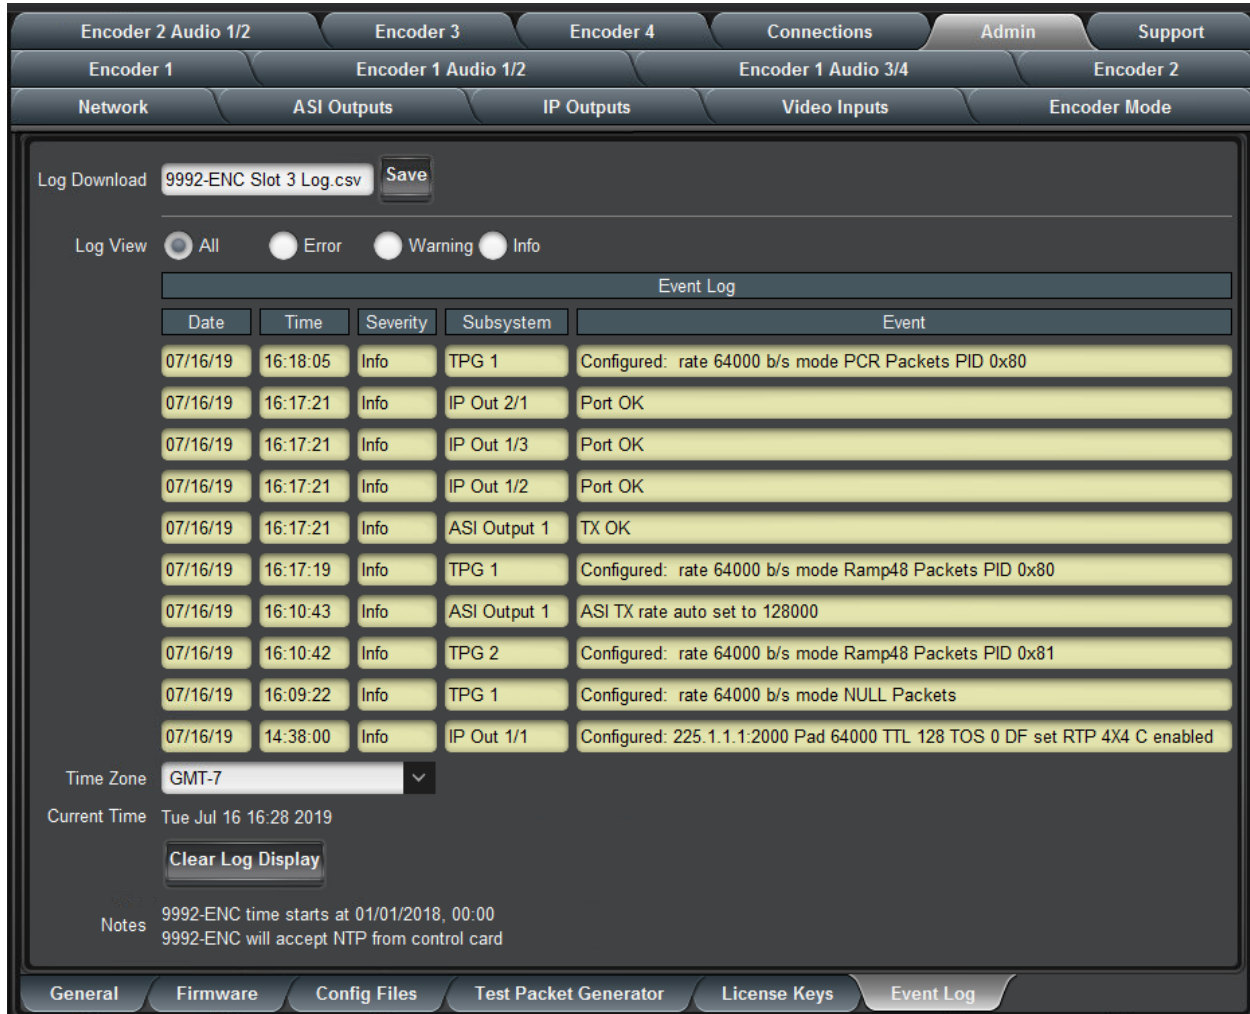 Encoder 2 Audio 1/2 Encoder 3 Encoder 4 Connections Admin Support
Encoder 1 Encoder 1 Audio 1/2 Encoder 1 Audio 3/4 Encoder 2
Network ASI Outputs IP Outputs Video Inputs Encoder Mode
Log Download 9992-ENC Slot 3 Log.csv Save
Log View All Error Warning Info
Event Log
Date Time Severity Subsystem Event
07/16/19 16:18:05 Info TPG 1 Configured: rate 64000 b/s mode PCR Packets PID 0x80
07/16/19 16:17:21 Info IP Out 2/1 Port OK
07/16/19 16:17:21 Info IP Out 1/3 Port OK
07/16/19 16:17:21 Info IP Out 1/2 Port OK
07/16/19 16:17:21 Info ASI Output 1 TX OK
07/16/19 16:17:19 Info TPG 1 Configured: rate 64000 b/s mode Ramp48 Packets PID 0x80
07/16/19 16:10:43 Info ASI Output 1 ASI TX rate auto set to 128000
07/16/19 16:10:42 Info TPG 2 Configured: rate 64000 b/s mode Ramp48 Packets PID 0x81
07/16/19 16:09:22 Info TPG 1 Configured: rate 64000 b/s mode NULL Packets
07/16/19 14:38:00 Info IP Out 1/1 Configured: 225.1.1.1:2000 Pad 64000 TTL 128 TOS 0 DF set RTP 4X4 C enabled
Time Zone GMT-7
Current Time Tue Jul 16 16:28 2019
Clear Log Display
Notes 9992-ENC time starts at 01/01/2018, 00:00
9992-ENC will accept NTP from control card
General Firmware Config Files Test Packet Generator License Keys Event Log